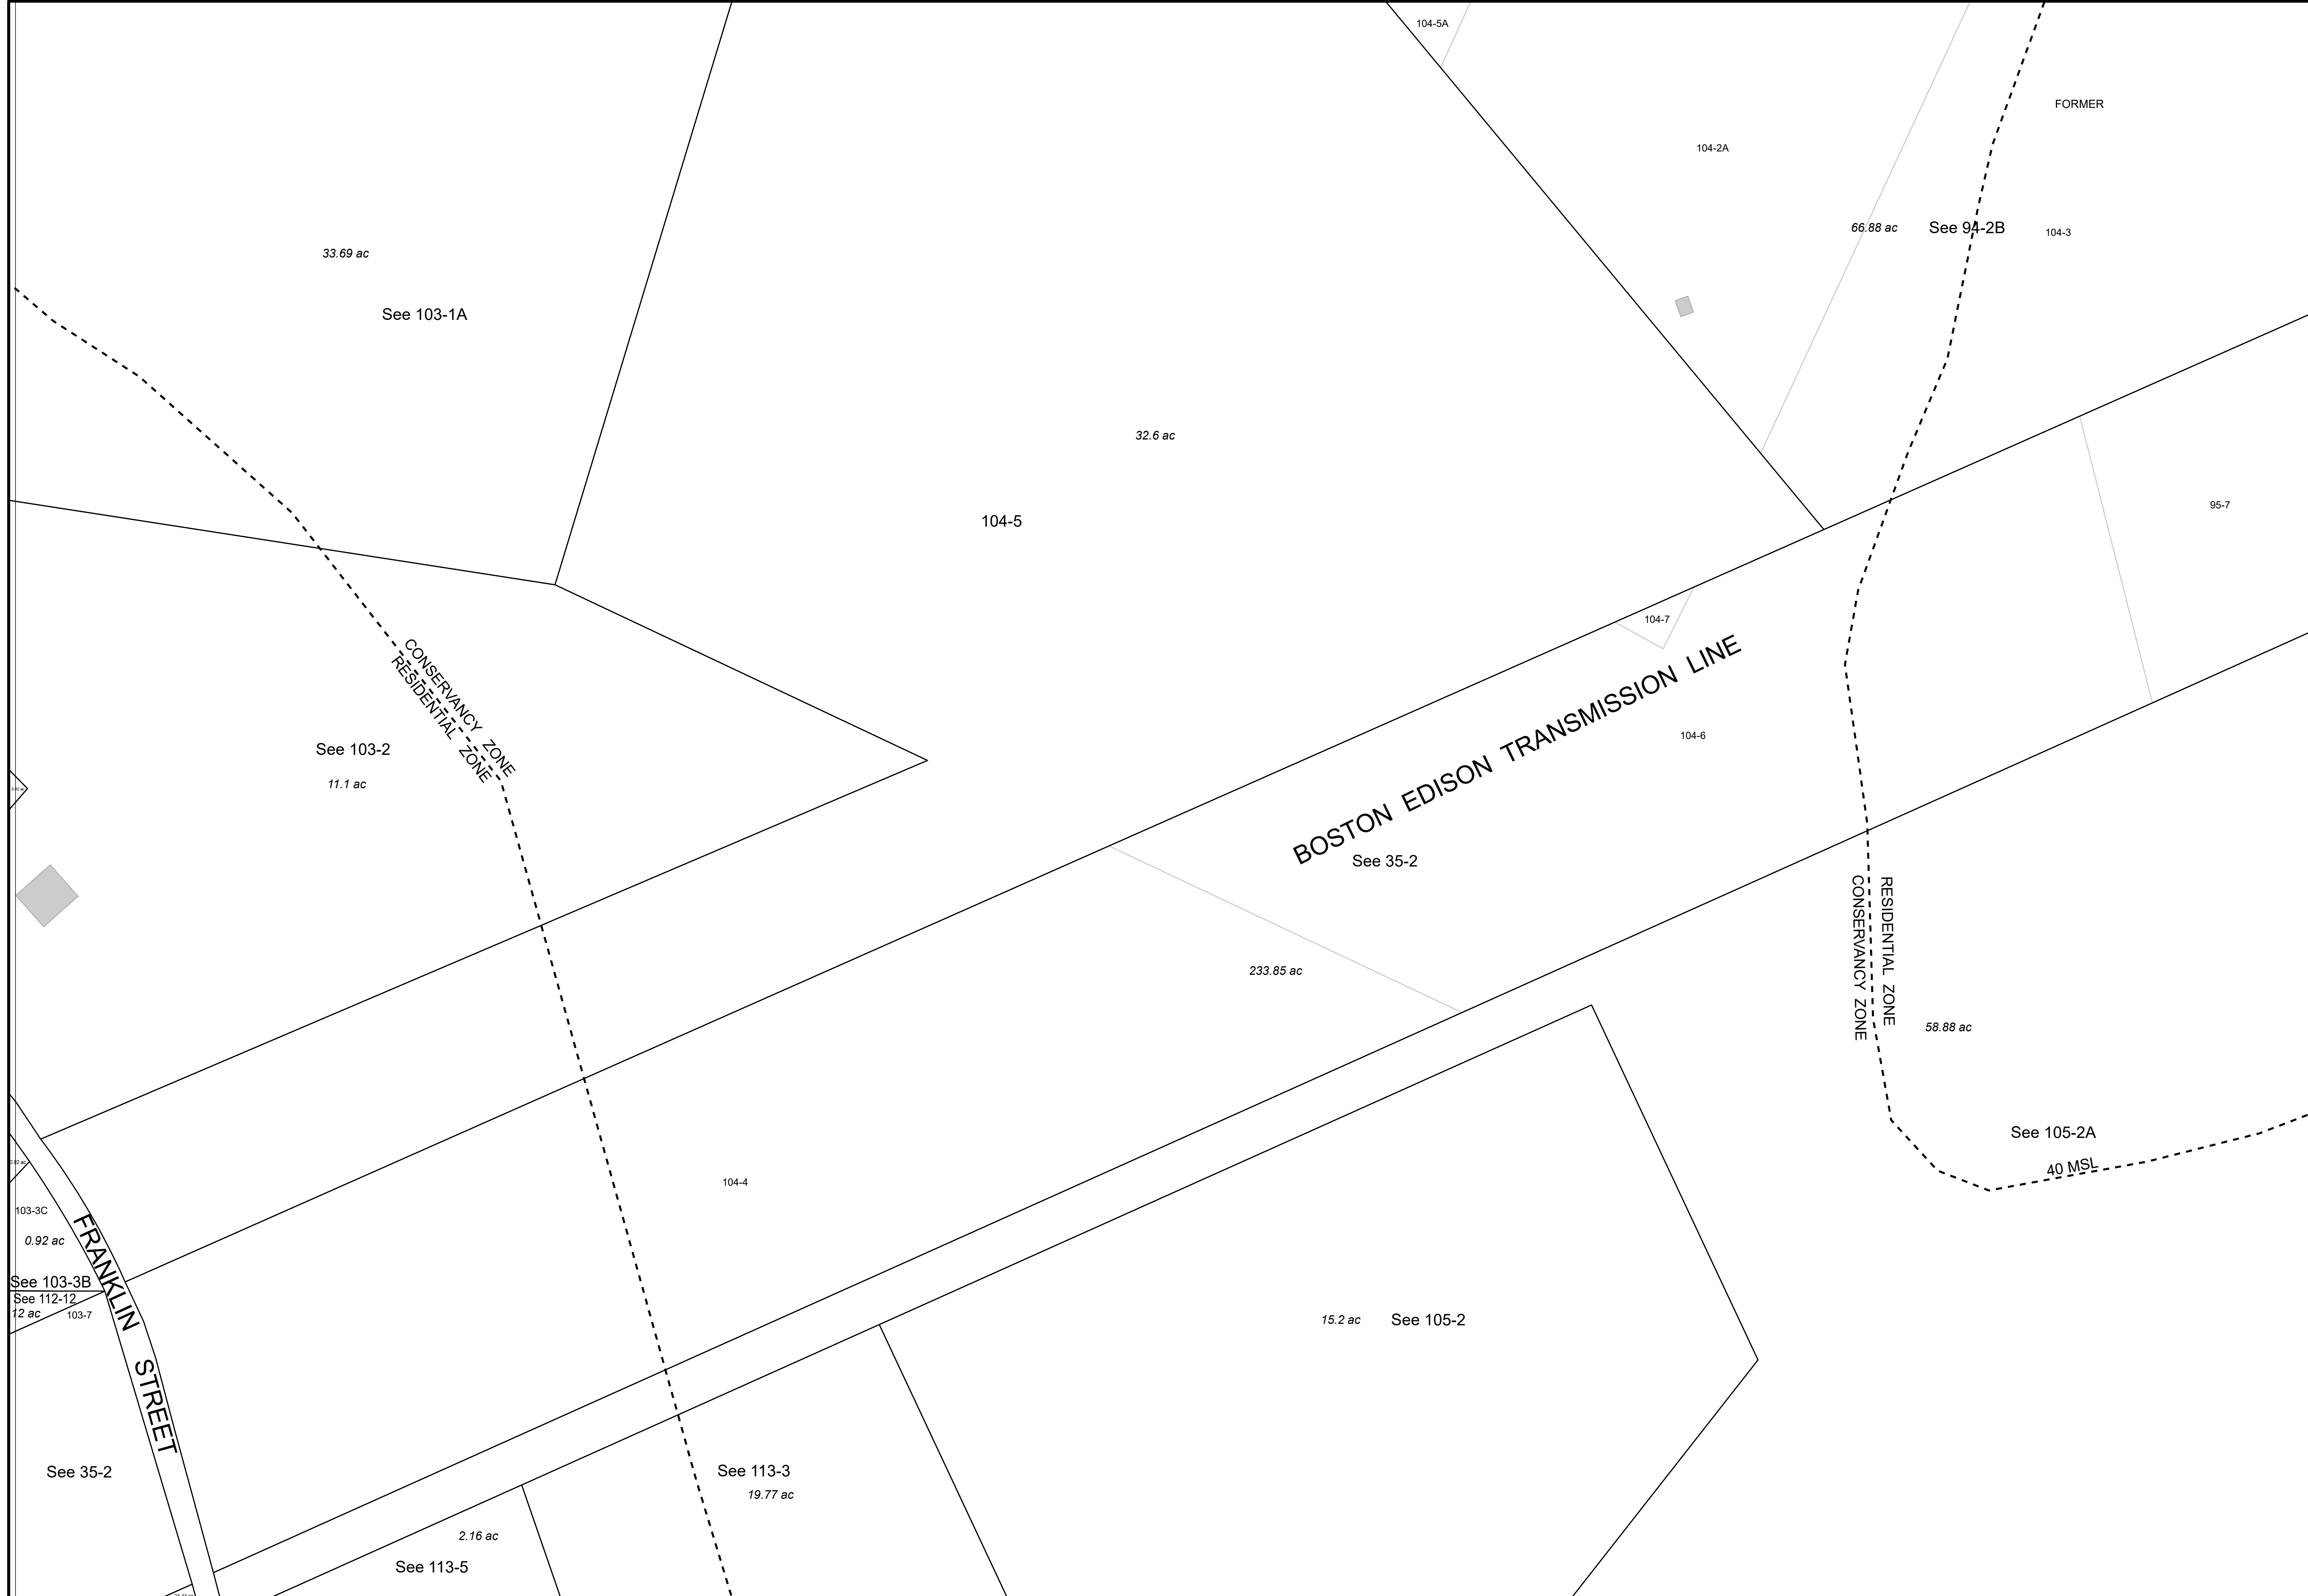 104-5A
FORMER
104-2A
66.88 ac
See 94-2B
104-3
33.69 ac
See 103-1A
32.6 ac
104-5
95-7
104-7
CONSERVANCY ZONE
RESIDENTIAL ZONE
BOSTON EDISON TRANSMISSION LINE
104-6
See 103-2
11.1 ac
See 35-2
RESIDENTIAL ZONE
CONSERVANCY ZONE
233.85 ac
58.88 ac
See 105-2A
40 MSL
104-4
103-3C
0.92 ac
FRANKLIN STREET
See 103-3B
See 112-12
12 ac
103-7
15.2 ac
See 105-2
See 35-2
See 113-3
19.77 ac
2.16 ac
See 113-5